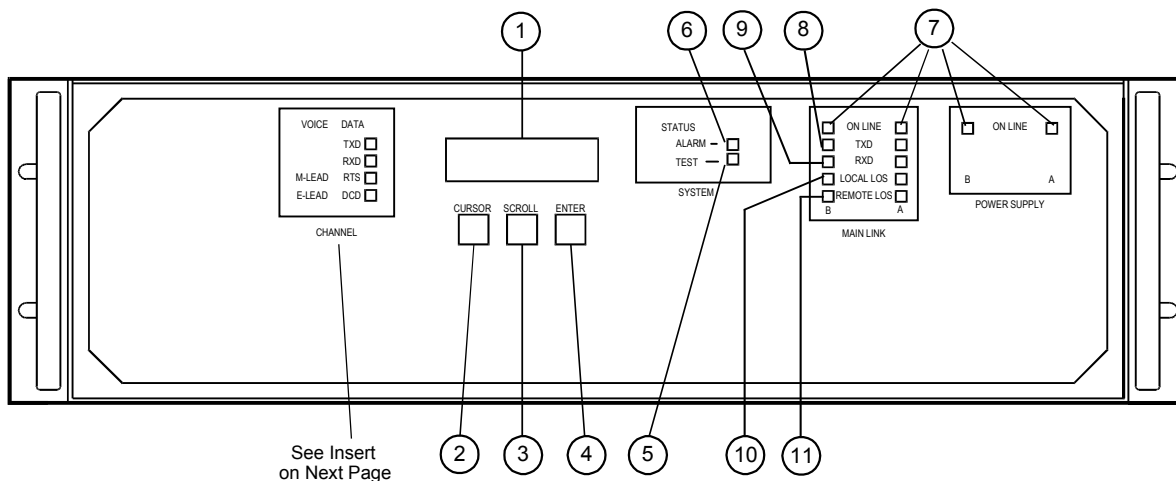 1
6
9
8
7
VOICE DATA
TXD
RXD
M-LEAD RTS
E-LEAD DCD
CHANNEL
CURSOR SCROLL ENTER
STATUS
ALARM
TEST
SYSTEM
ON LINE
TXD
RXD
LOCAL LOS
REMOTE LOS
B A
MAIN LINK
ON LINE
B A
POWER SUPPLY
See Insert
on Next Page
2
3
4
5
10
11